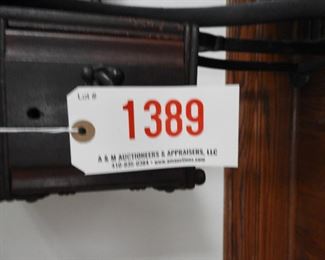 Lot #
1389
A & M AUCTIONEERS & APPRAISERS, LLC